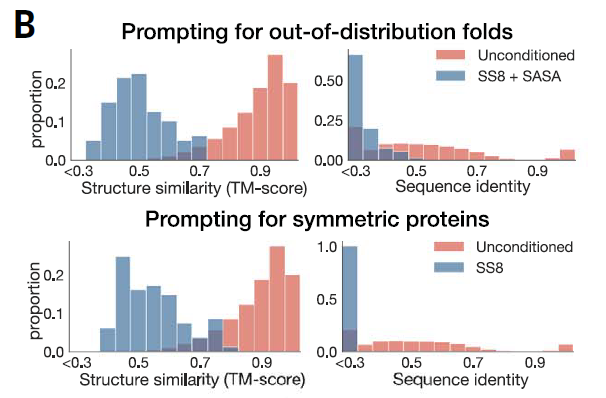 B
Prompting for out-of-distribution folds
proportion
0.2
0.1
0.0
<0.3 0.5 0.7 0.9
Structure similarity (TM-score)
Unconditioned
SS8 + SASA
0.50
0.25
0.00
<0.3 0.5 0.7 0.9
Sequence identity
Prompting for symmetric proteins
proportion
0.2
0.1
0.0
<0.3 0.5 0.7 0.9
Structure similarity (TM-score)
Unconditioned
SS8
1.0
0.5
0.0
<0.3 0.5 0.7 0.9
Sequence identity